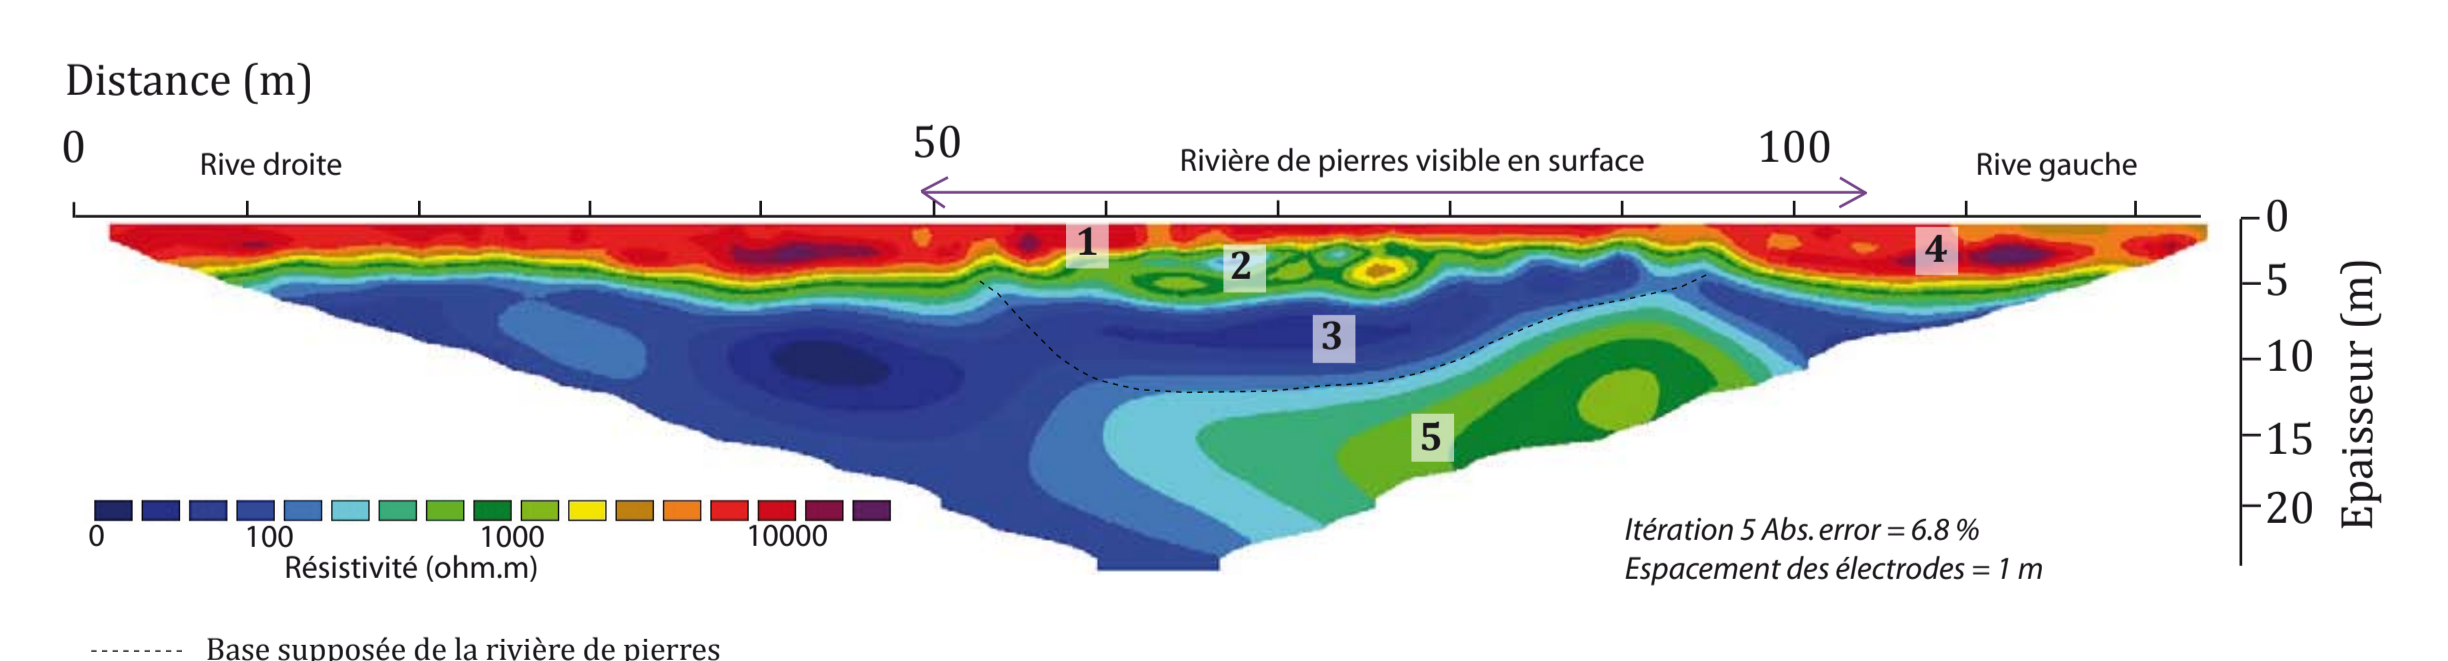 Distance (m)
0
50
100
Rive droite
Rivière de pierres visible en surface
Rive gauche
1
2
3
4
5
0
5
10
15
20
Epaisseur (m)
0
100
1000
10000
Résistivité (ohm.m)
Itération 5 Abs. error = 6.8 %
Espacement des électrodes = 1 m
Base supposée de la rivière de pierres